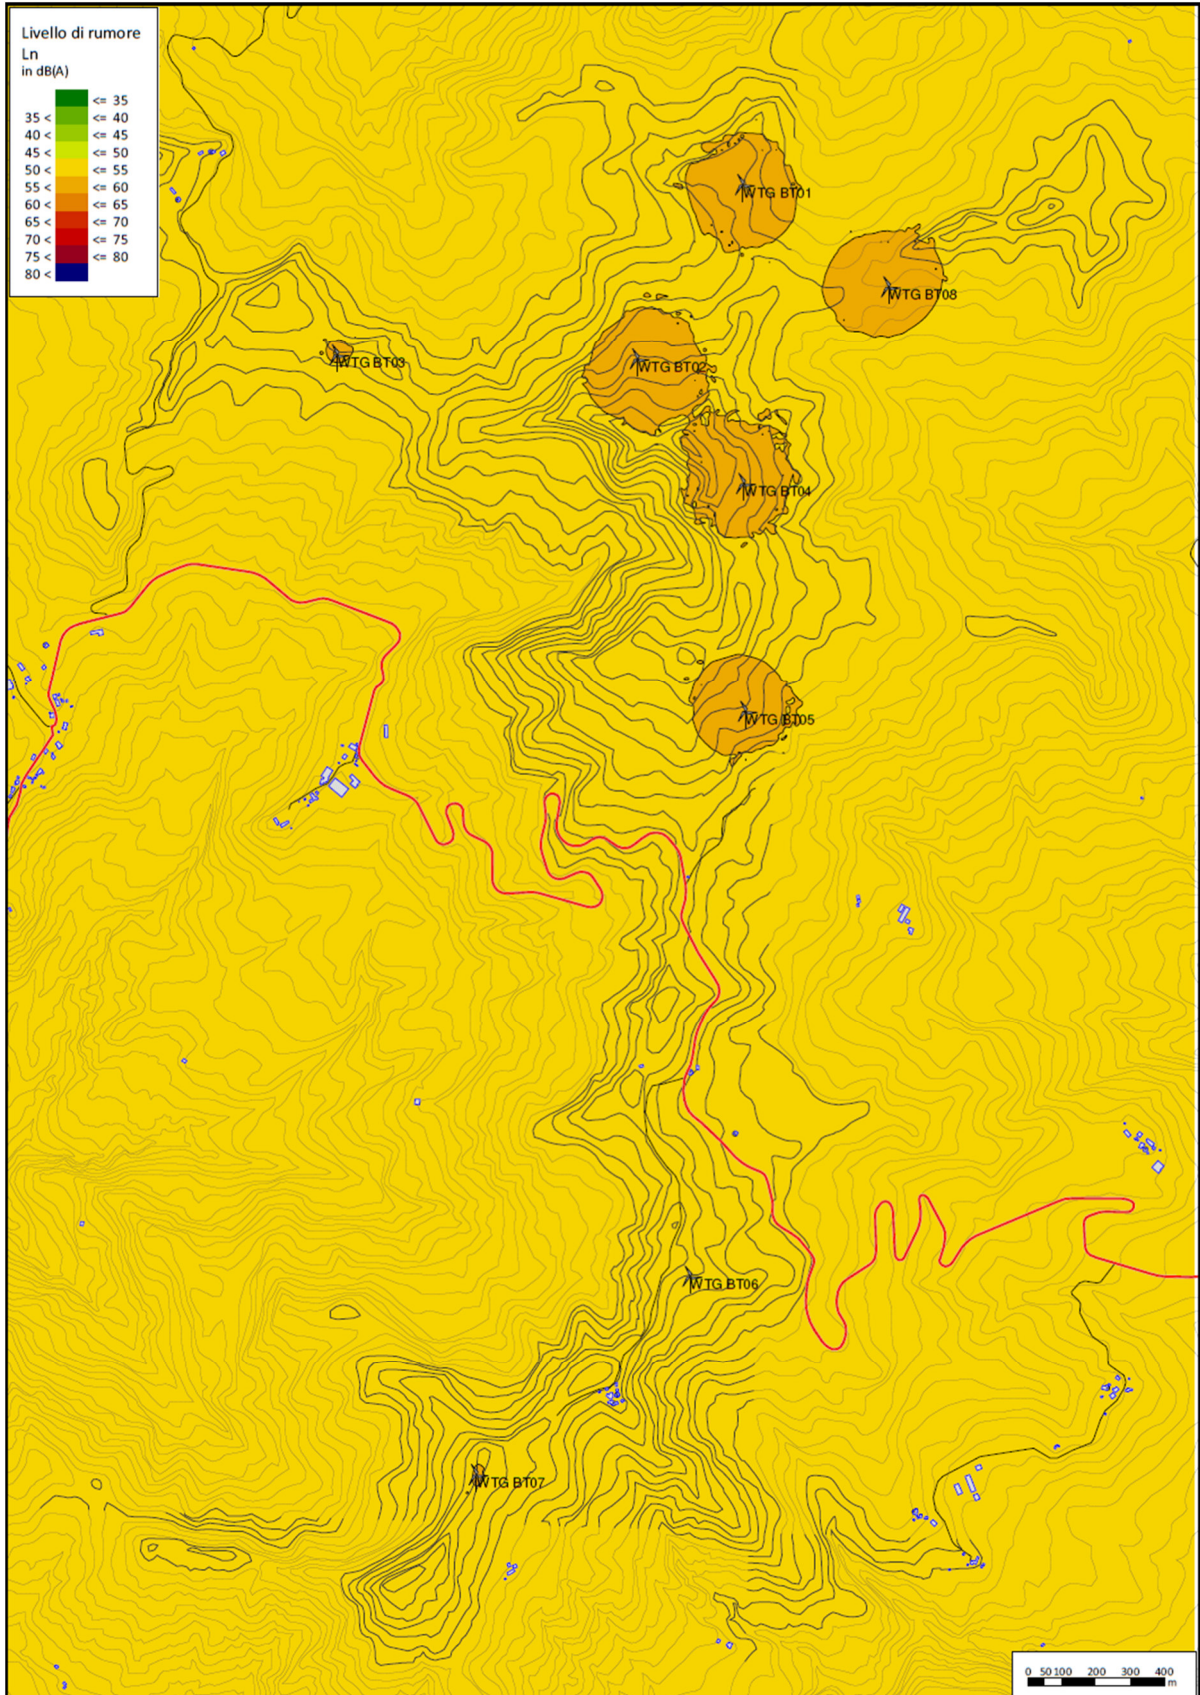 Livello di rumore
Ln
in dB(A)
<= 35
35 < <= 40
40 < <= 45
45 < <= 50
50 < <= 55
55 < <= 60
60 < <= 65
65 < <= 70
70 < <= 75
75 < <= 80
80 <
WTG BT01
WTG BT08
WTG BT03
WTG BT02
WTG BT04
WTG BT05
WTG BT06
WTG BT07
0 50 100 200 300 400
m